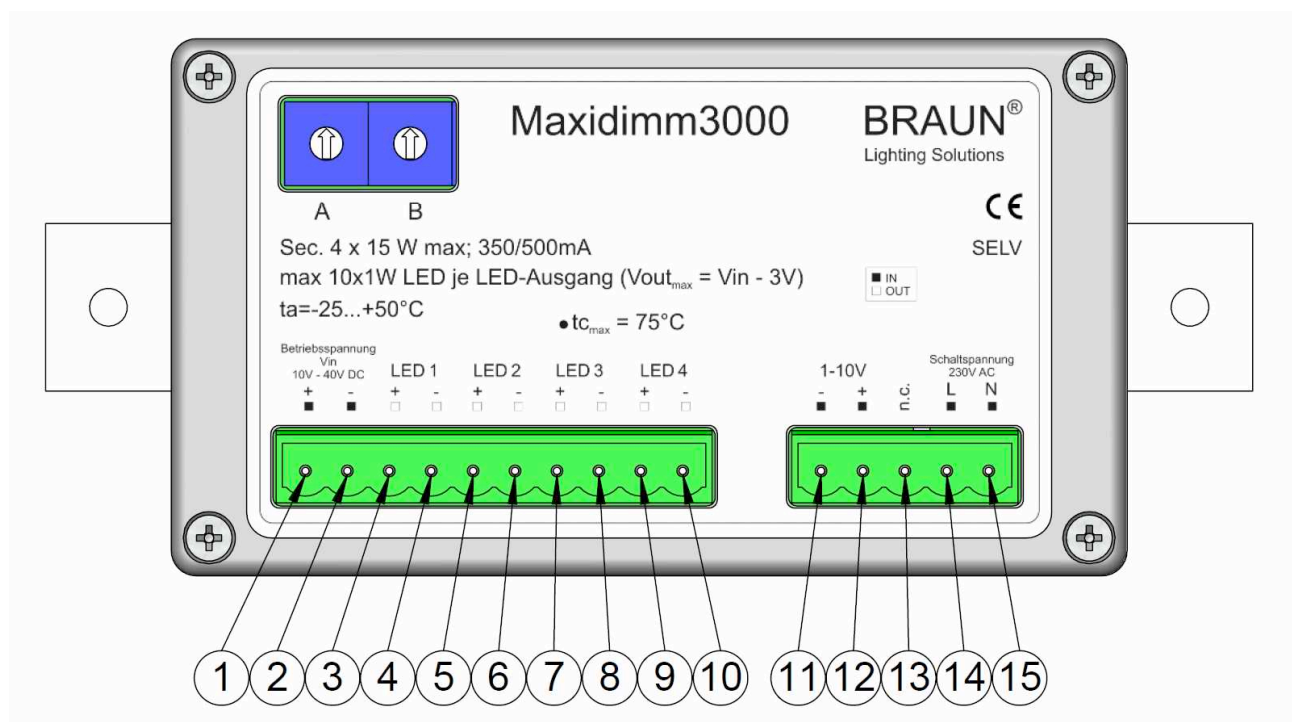 Maxidimm3000
BRAUN®
Lighting Solutions
A B
CE
Sec. 4 x 15 W max; 350/500mA
SELV
max 10x1W LED je LED-Ausgang (Voutmax = Vin - 3V)
IN
OUT
ta=-25...+50°C
•tcmax = 75°C
Betriebsspannung
Vin
10V - 40V DC
LED 1 LED 2 LED 3 LED 4
+ - + - + - + - + -
1-10V
- +
n.c.
Schaltspannung
230V AC
L N
1 2 3 4 5 6 7 8 9 10 11 12 13 14 15